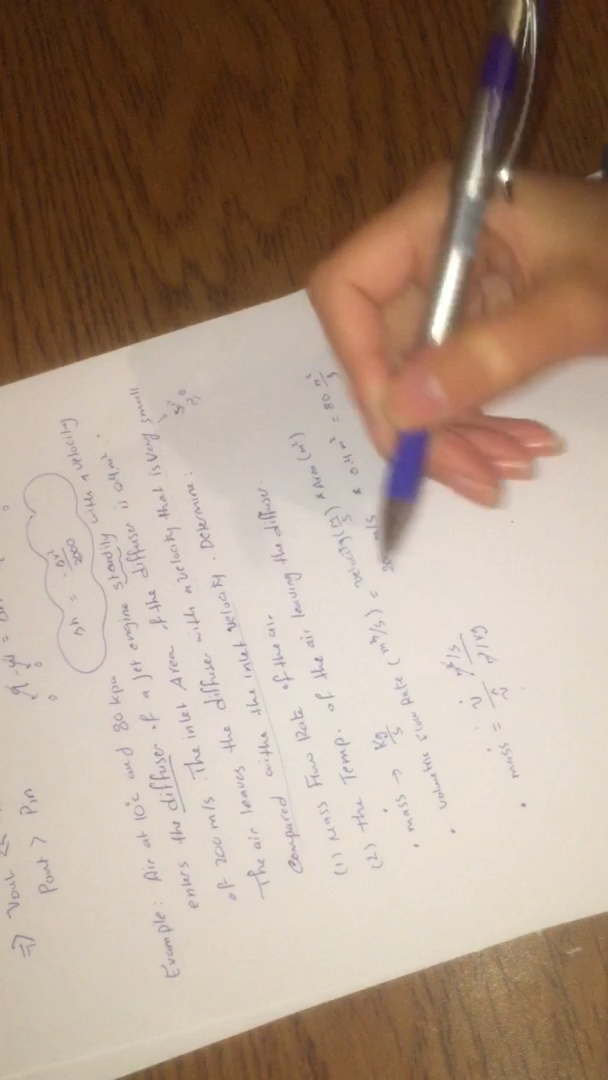 => Vout
Pout > Pin
Δh = -ΔV²/2000
Example: Air at 10°c and 80 kpa steadily with a velocity
enters the diffuser of a jet engine
of 200 m/s. The inlet Area of the diffuser is 0.4 m².
The air leaves the diffuser with a velocity that is very small
Compared withe the inlet velocity. Determine:
(1) Mass Flow Rate of the air.
(2) the Temp. of the air leaving the diffuser.
• ṁass → kg/s
• Volumetric Flow Rate (m³/s) = velocity (m/s) * Area (m²)
m/s * 0.4 m² = 80 m³/s
• ṁass =